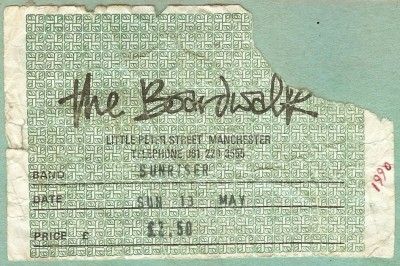 the Boardwalk
LITTLE PETER STREET MANCHESTER
TELEPHONE 061 228 3555
BAND SUNRISER
DATE SUN 13 MAY
PRICE £ £2.50
1990